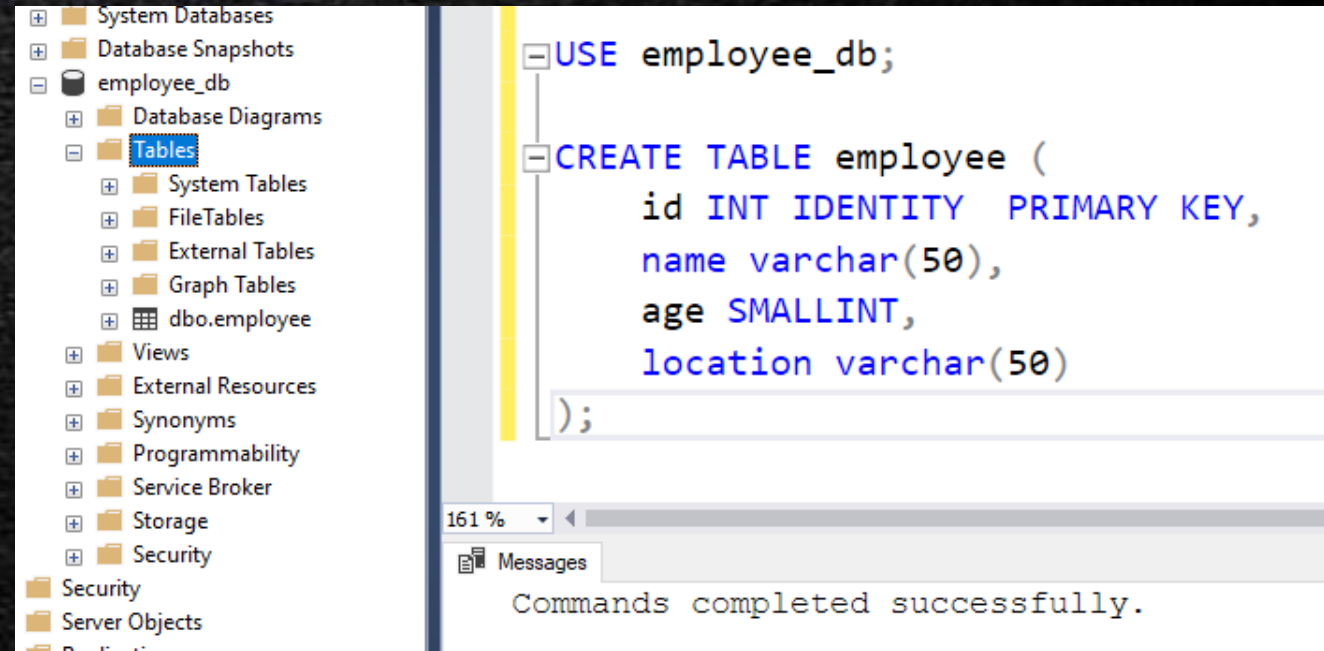 System Databases
Database Snapshots
employee_db
Database Diagrams
Tables
System Tables
FileTables
External Tables
Graph Tables
dbo.employee
Views
External Resources
Synonyms
Programmability
Service Broker
Storage
Security
Security
Server Objects
USE employee_db;
CREATE TABLE employee (
id INT IDENTITY  PRIMARY KEY,
name varchar(50),
age SMALLINT,
location varchar(50)
);
161 %
Messages
Commands completed successfully.